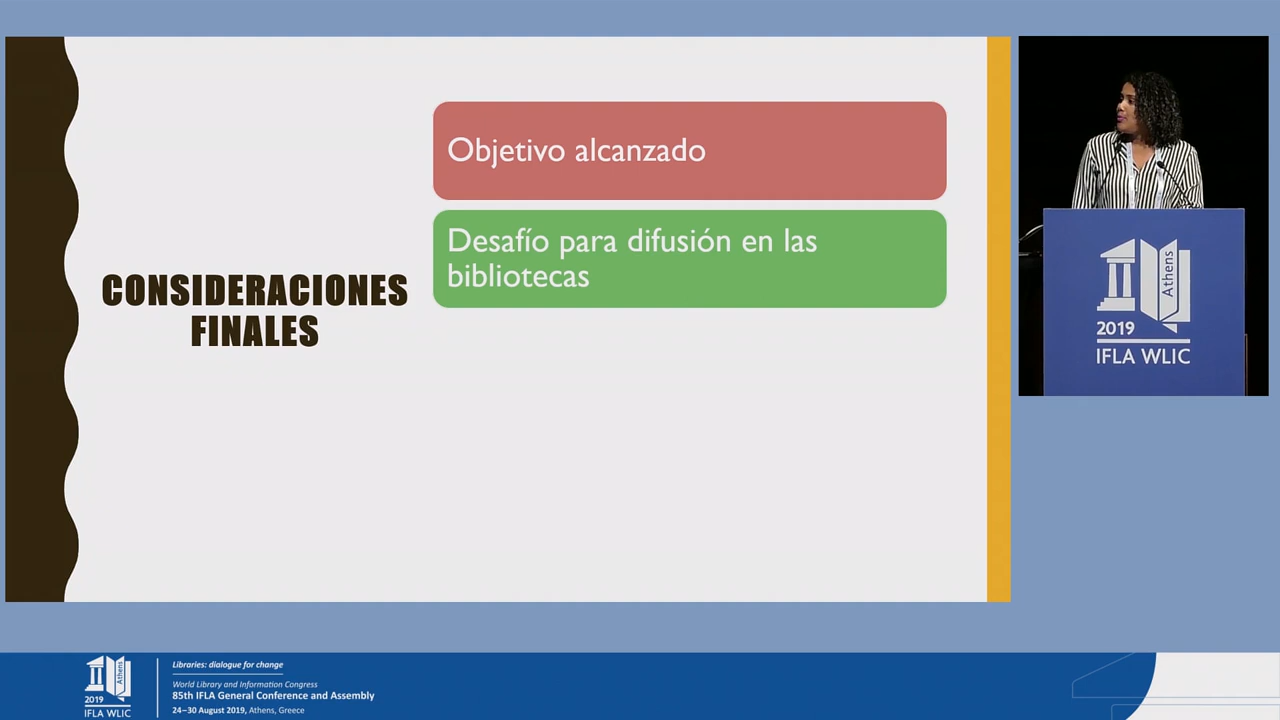 Objetivo alcanzado
Desafío para difusión en las
bibliotecas
CONSIDERACIONES
FINALES
Athens
2019
IFLA WLIC
Athens
2019
IFLA WLIC
Libraries: dialogue for change
World Library and Information Congress
85th IFLA General Conference and Assembly
24–30 August 2019, Athens, Greece